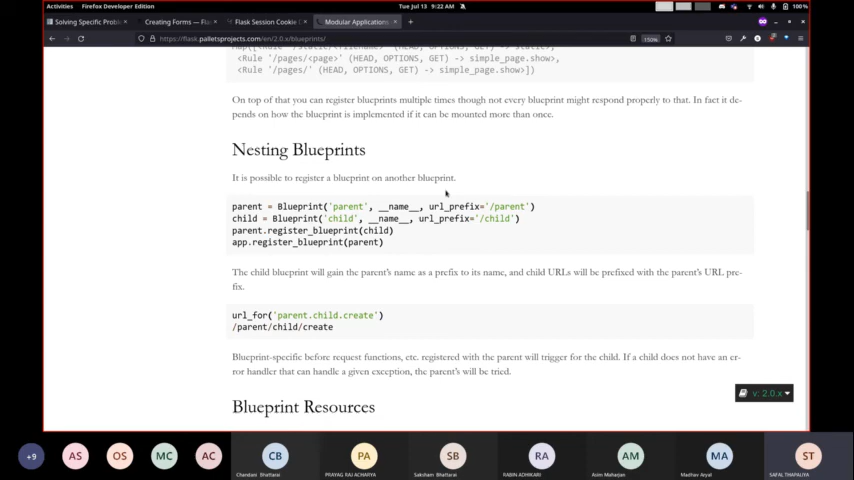 Activities
Firefox Developer Edition
Tue Jul 13 9:22 AM
100 %
Solving Specific Proble
Creating Forms — Flas
Flask Session Cookie D
Modular Applications
https://flask.palletsprojects.com/en/2.0.x/blueprints/
150%
<Rule '/pages/<page>' (HEAD, OPTIONS, GET) -> simple_page.show>,
<Rule '/pages/' (HEAD, OPTIONS, GET) -> simple_page.show>])
On top of that you can register blueprints multiple times though not every blueprint might respond properly to that. In fact it de-
pends on how the blueprint is implemented if it can be mounted more than once.
Nesting Blueprints
It is possible to register a blueprint on another blueprint.
parent = Blueprint('parent', __name__, url_prefix='/parent')
child = Blueprint('child', __name__, url_prefix='/child')
parent.register_blueprint(child)
app.register_blueprint(parent)
The child blueprint will gain the parent's name as a prefix to its name, and child URLs will be prefixed with the parent's URL pre-
fix.
url_for('parent.child.create')
/parent/child/create
Blueprint-specific before request functions, etc. registered with the parent will trigger for the child. If a child does not have an er-
ror handler that can handle a given exception, the parent's will be tried.
v: 2.0.x
Blueprint Resources
+9
AS
OS
MC
AC
CB
PA
SB
RA
AM
MA
ST
Chandani Bhattarai
PRAYAG RAJ ACHARYA
Saksham Bhattarai
RABIN ADHIKARI
Asim Maharjan
Madhav Aryal
SAFAL THAPALIYA